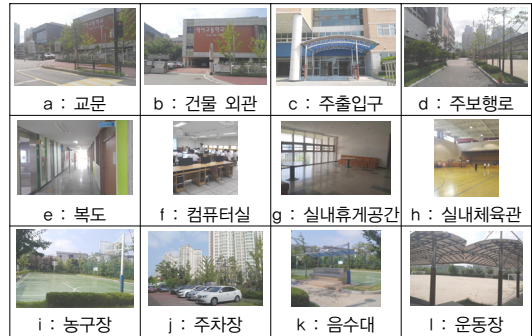 a : 교문
b : 건물 외관
c : 주출입구
d : 주보행로
e : 복도
f : 컴퓨터실
g : 실내휴게공간
h : 실내체육관
i : 농구장
j : 주차장
k : 음수대
l : 운동장